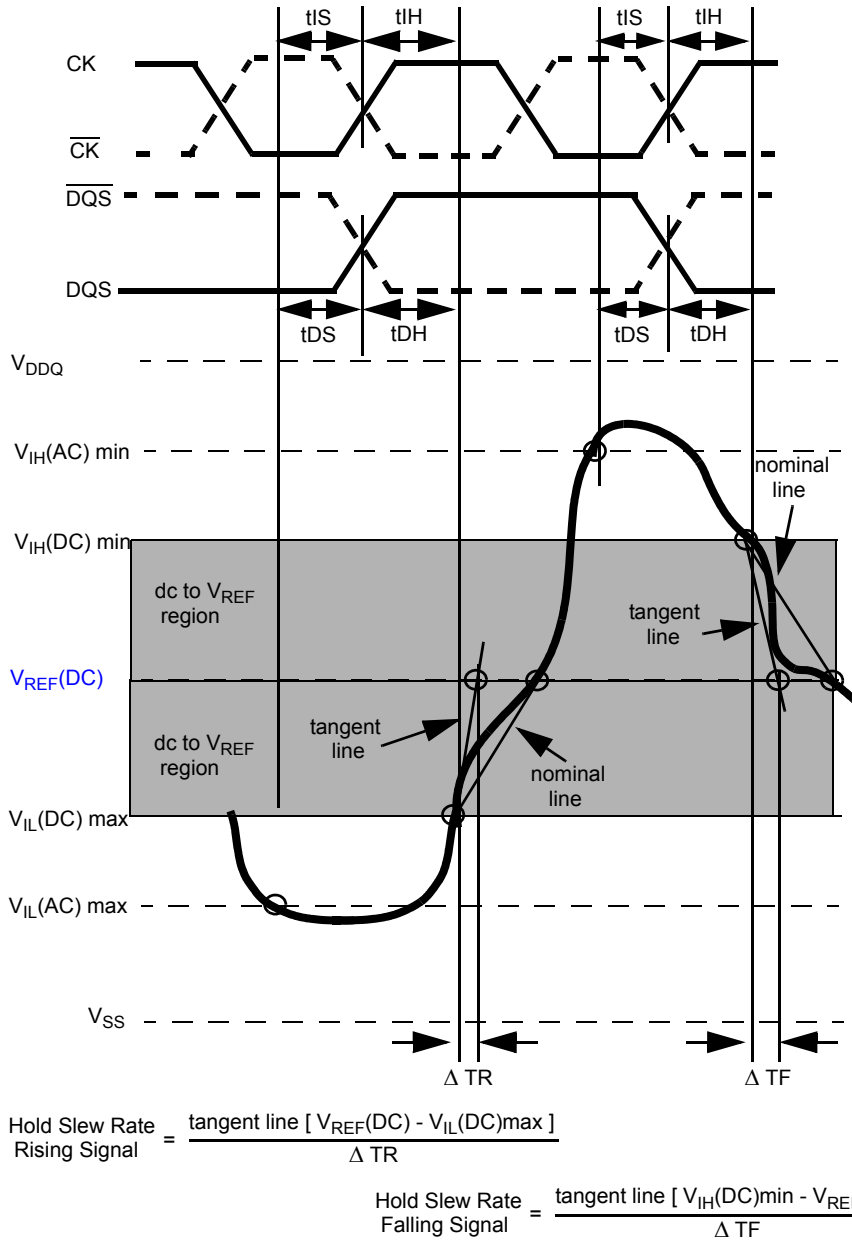 tIS tIH tIS tIH
CK
CK
DQS
DQS
tDS tDH tDS tDH
VDDQ
VIH(AC) min
nominal
line
VIH(DC) min
dc to VREF
region
tangent
line
VREF(DC)
tangent
line
dc to VREF
region
nominal
line
VIL(DC) max
VIL(AC) max
VSS
Δ TR Δ TF
Hold Slew Rate
Rising Signal
=
tangent line [ VREF(DC) - VIL(DC)max ]
Δ TR
Hold Slew Rate
Falling Signal
=
tangent line [ VIH(DC)min - VREF
Δ TF